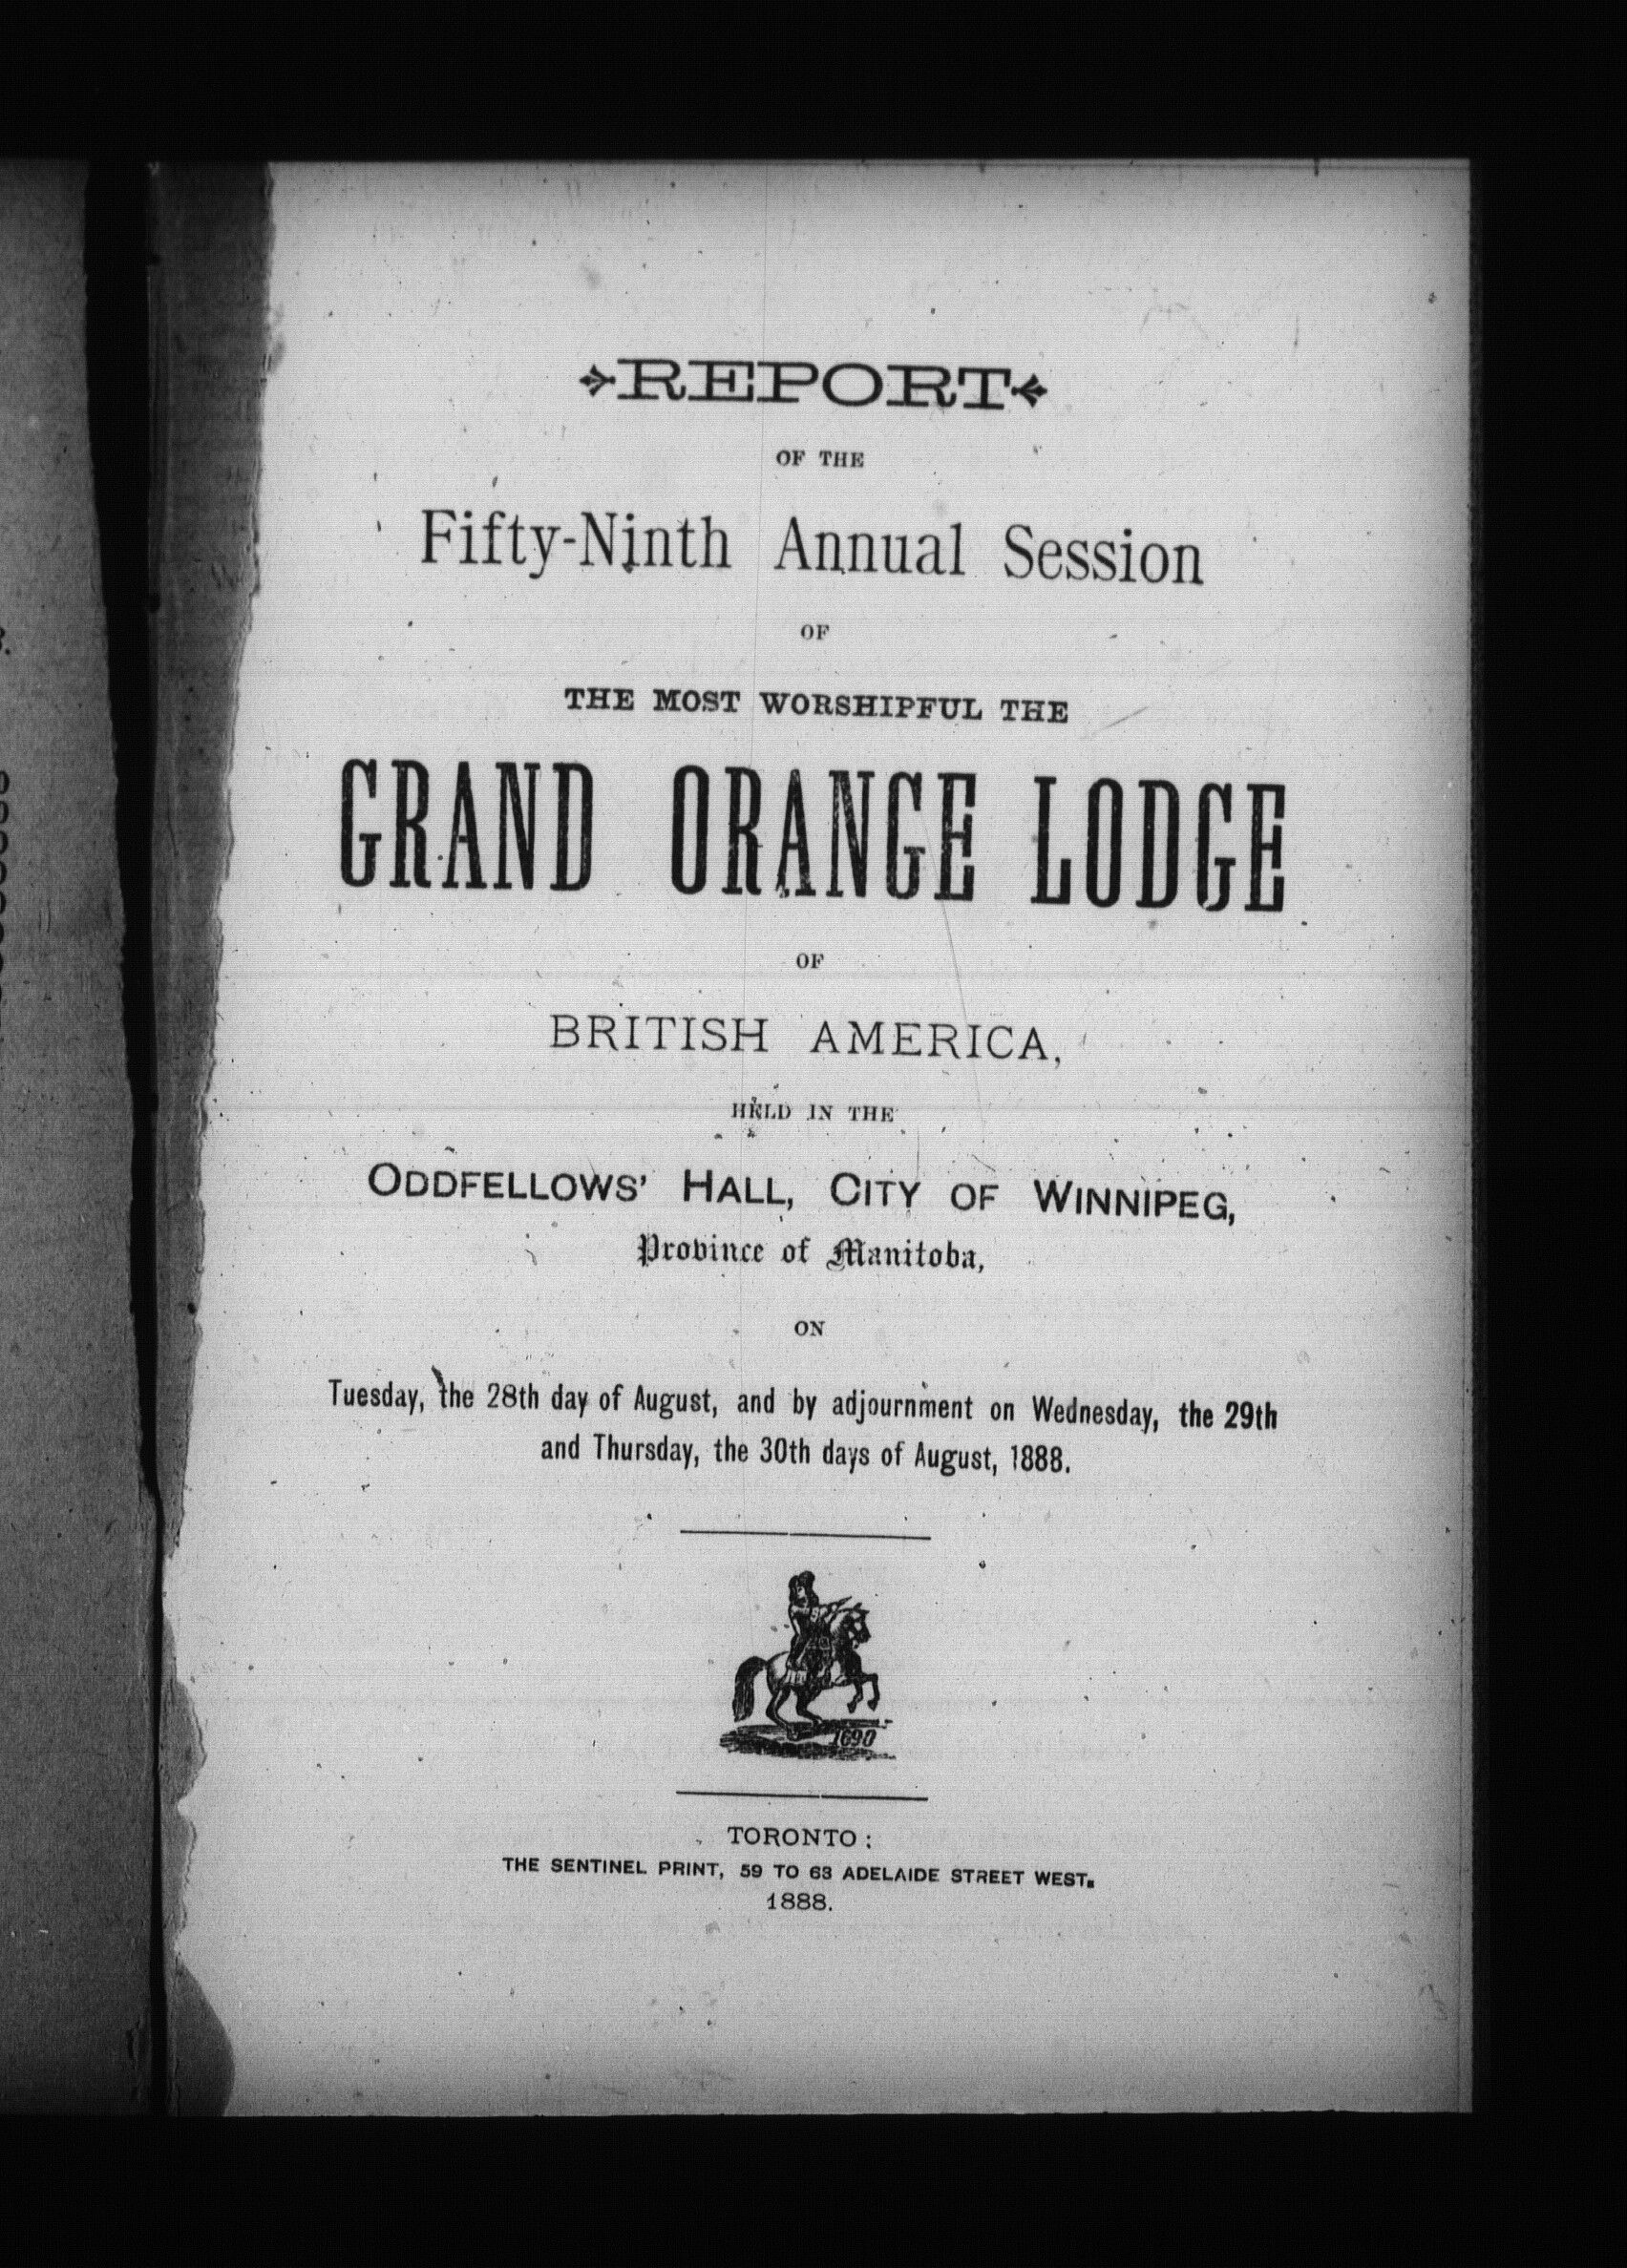 REPORT
OF THE
Fifty-Ninth Annual Session
OF
THE MOST WORSHIPFUL THE
GRAND ORANGE LODGE
OF
BRITISH AMERICA,
HELD IN THE
ODDFELLOWS' HALL, CITY OF WINNIPEG,
Province of Manitoba,
ON
Tuesday, the 28th day of August, and by adjournment on Wednesday, the 29th
and Thursday, the 30th days of August, 1888.
1690
TORONTO:
THE SENTINEL PRINT, 59 TO 63 ADELAIDE STREET WEST.
1888.